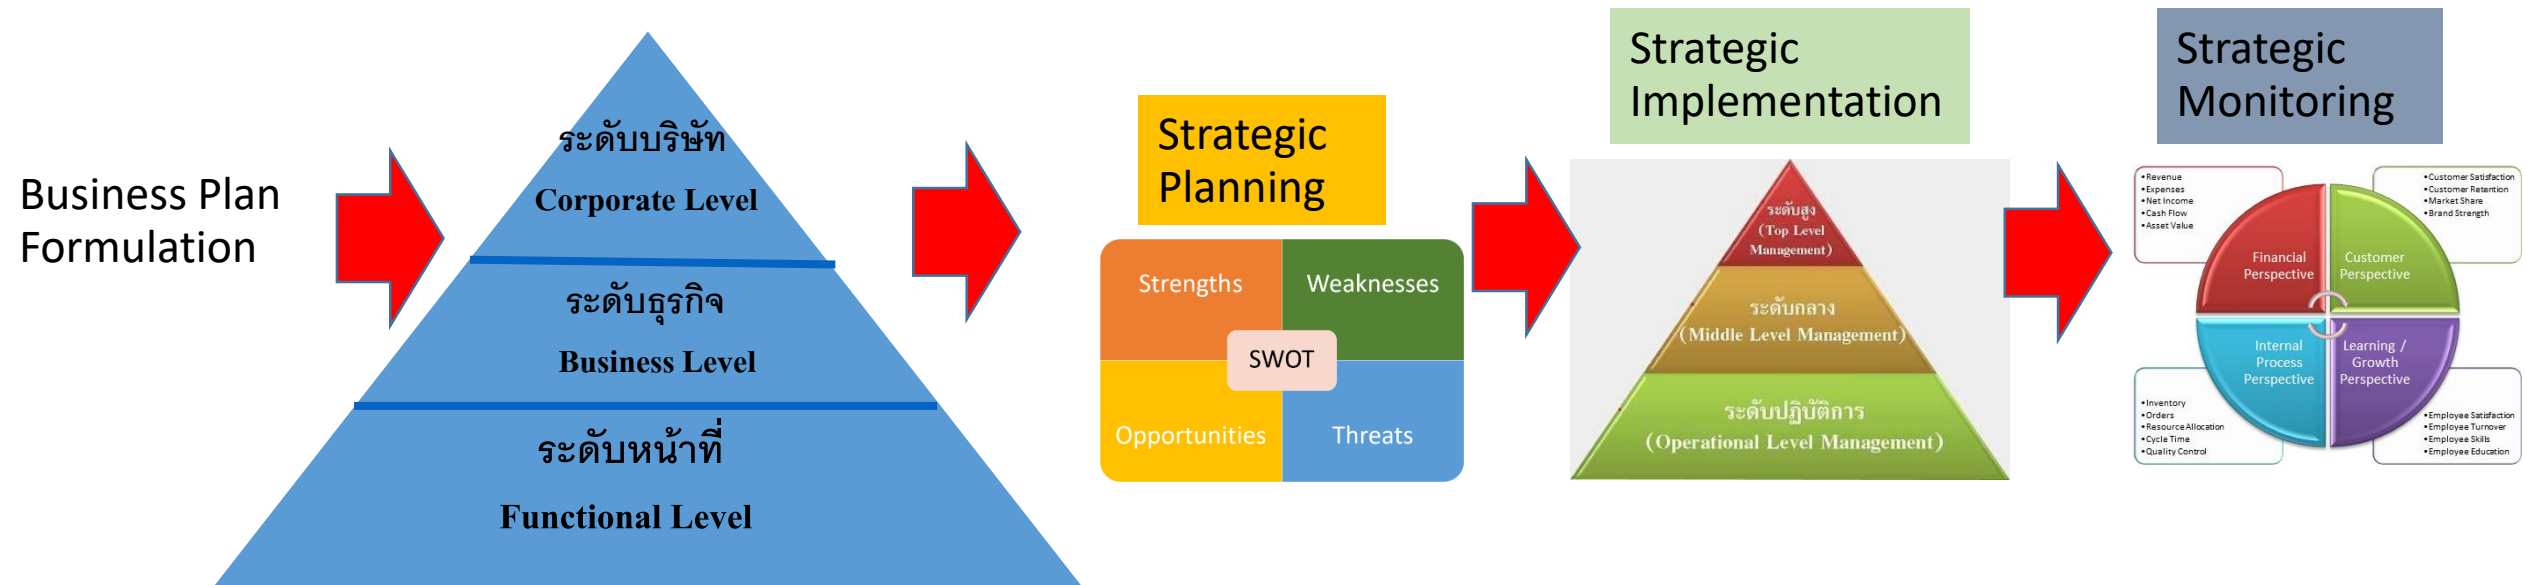 Business Plan
Formulation
ระดับบริษัท
Corporate Level
ระดับธุรกิจ
Business Level
ระดับหน้าที่
Functional Level
Strategic
Planning
Strengths
Weaknesses
SWOT
Opportunities
Threats
Strategic
Implementation
ระดับสูง
(Top Level
Management)
ระดับกลาง
(Middle Level Management)
ระดับปฏิบัติการ
(Operational Level Management)
Strategic
Monitoring
•Revenue
•Expenses
•Net Income
•Cash Flow
•Asset Value
•Customer Satisfaction
•Customer Retention
•Market Share
•Brand Strength
Financial
Perspective
Customer
Perspective
Internal
Process
Perspective
Learning /
Growth
Perspective
•Inventory
•Orders
•Resource Allocation
•Cycle Time
•Quality Control
•Employee Satisfaction
•Employee Turnover
•Employee Skills
•Employee Education